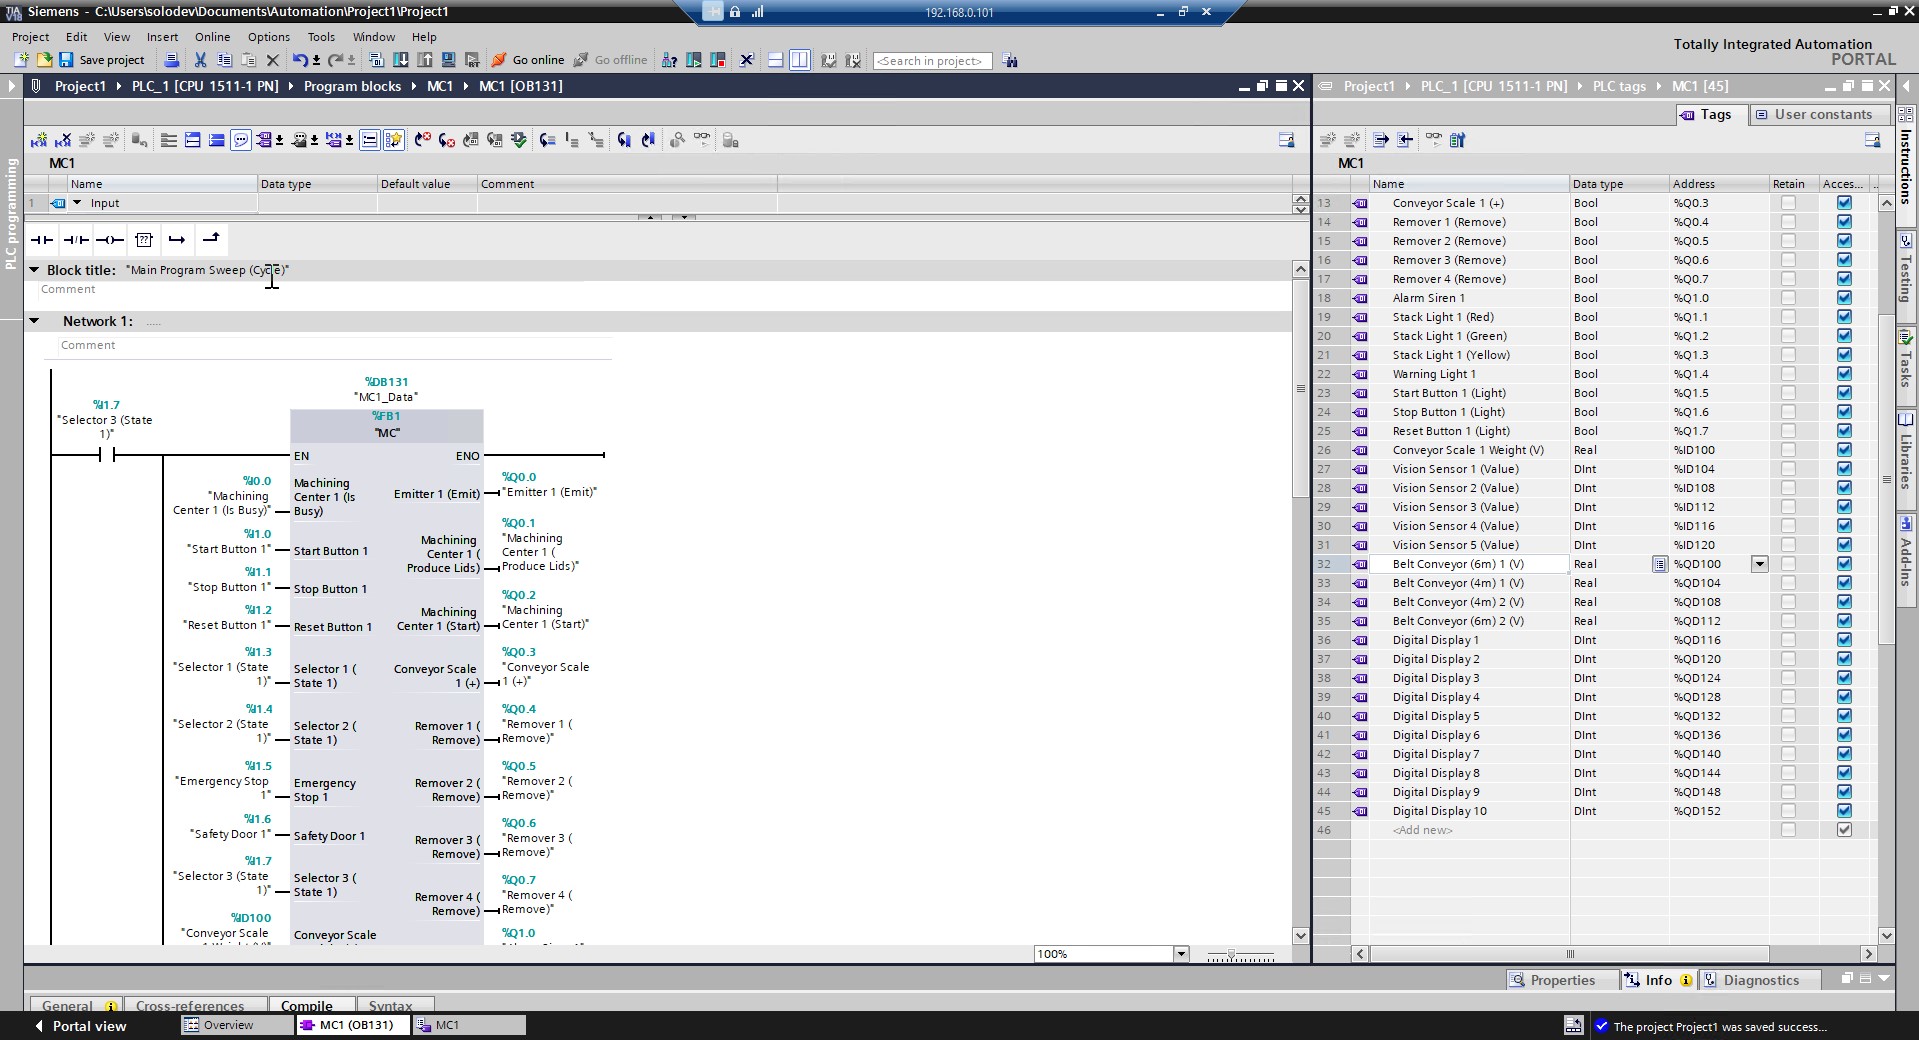 Siemens - C:\Users\solodev\Documents\Automation\Project1\Project1
192.168.0.101
Project Edit View Insert Online Options Tools Window Help
Totally Integrated Automation
PORTAL
Save project
Go online
Go offline
<Search in project>
Project1 PLC_1 [CPU 1511-1 PN] Program blocks MC1 MC1 [OB131]
Project1 PLC_1 [CPU 1511-1 PN] PLC tags MC1 [45]
Tags
User constants
PLC programming
MC1
Name Data type Default value Comment
1 Input
Block title: "Main Program Sweep (Cycle)"
Comment
Network 1: .....
Comment
%DB131
"MC1_Data"
%FB1
"MC"
%I1.7
"Selector 3 (State
1)"
EN
ENO
%I0.0
"Machining
Center 1 (Is Busy)"
Machining
Center 1 (Is
Busy)
Emitter 1 (Emit)
%Q0.0
"Emitter 1 (Emit)"
%I1.0
"Start Button 1"
Start Button 1
Machining
Center 1 (
Produce Lids)
%Q0.1
"Machining
Center 1 (
Produce Lids)"
%I1.1
"Stop Button 1"
Stop Button 1
%I1.2
"Reset Button 1"
Reset Button 1
Machining
Center 1 (Start)
%Q0.2
"Machining
Center 1 (Start)"
%I1.3
"Selector 1 (State
1)"
Selector 1 (
State 1)
Conveyor Scale
1 (+)
%Q0.3
"Conveyor Scale
1 (+)"
%I1.4
"Selector 2 (State
1)"
Selector 2 (
State 1)
Remover 1 (
Remove)
%Q0.4
"Remover 1 (
Remove)"
%I1.5
"Emergency Stop
1"
Emergency
Stop 1
Remover 2 (
Remove)
%Q0.5
"Remover 2 (
Remove)"
%I1.6
"Safety Door 1"
Safety Door 1
Remover 3 (
Remove)
%Q0.6
"Remover 3 (
Remove)"
%I1.7
"Selector 3 (State
1)"
Selector 3 (
State 1)
Remover 4 (
Remove)
%Q0.7
"Remover 4 (
Remove)"
%ID100
"Conveyor Scale
Conveyor Scale
%Q1.0
100%
MC1
Name Data type Address Retain Acces... ..
13 Conveyor Scale 1 (+) Bool %Q0.3
14 Remover 1 (Remove) Bool %Q0.4
15 Remover 2 (Remove) Bool %Q0.5
16 Remover 3 (Remove) Bool %Q0.6
17 Remover 4 (Remove) Bool %Q0.7
18 Alarm Siren 1 Bool %Q1.0
19 Stack Light 1 (Red) Bool %Q1.1
20 Stack Light 1 (Green) Bool %Q1.2
21 Stack Light 1 (Yellow) Bool %Q1.3
22 Warning Light 1 Bool %Q1.4
23 Start Button 1 (Light) Bool %Q1.5
24 Stop Button 1 (Light) Bool %Q1.6
25 Reset Button 1 (Light) Bool %Q1.7
26 Conveyor Scale 1 Weight (V) Real %ID100
27 Vision Sensor 1 (Value) DInt %ID104
28 Vision Sensor 2 (Value) DInt %ID108
29 Vision Sensor 3 (Value) DInt %ID112
30 Vision Sensor 4 (Value) DInt %ID116
31 Vision Sensor 5 (Value) DInt %ID120
32 Belt Conveyor (6m) 1 (V) Real %QD100
33 Belt Conveyor (4m) 1 (V) Real %QD104
34 Belt Conveyor (4m) 2 (V) Real %QD108
35 Belt Conveyor (6m) 2 (V) Real %QD112
36 Digital Display 1 DInt %QD116
37 Digital Display 2 DInt %QD120
38 Digital Display 3 DInt %QD124
39 Digital Display 4 DInt %QD128
40 Digital Display 5 DInt %QD132
41 Digital Display 6 DInt %QD136
42 Digital Display 7 DInt %QD140
43 Digital Display 8 DInt %QD144
44 Digital Display 9 DInt %QD148
45 Digital Display 10 DInt %QD152
46 <Add new>
Instructions
Testing
Tasks
Libraries
Add-Ins
Properties
Info
Diagnostics
General
Cross-references
Compile
Syntax
Portal view
Overview
MC1 (OB131)
MC1
The project Project1 was saved success...